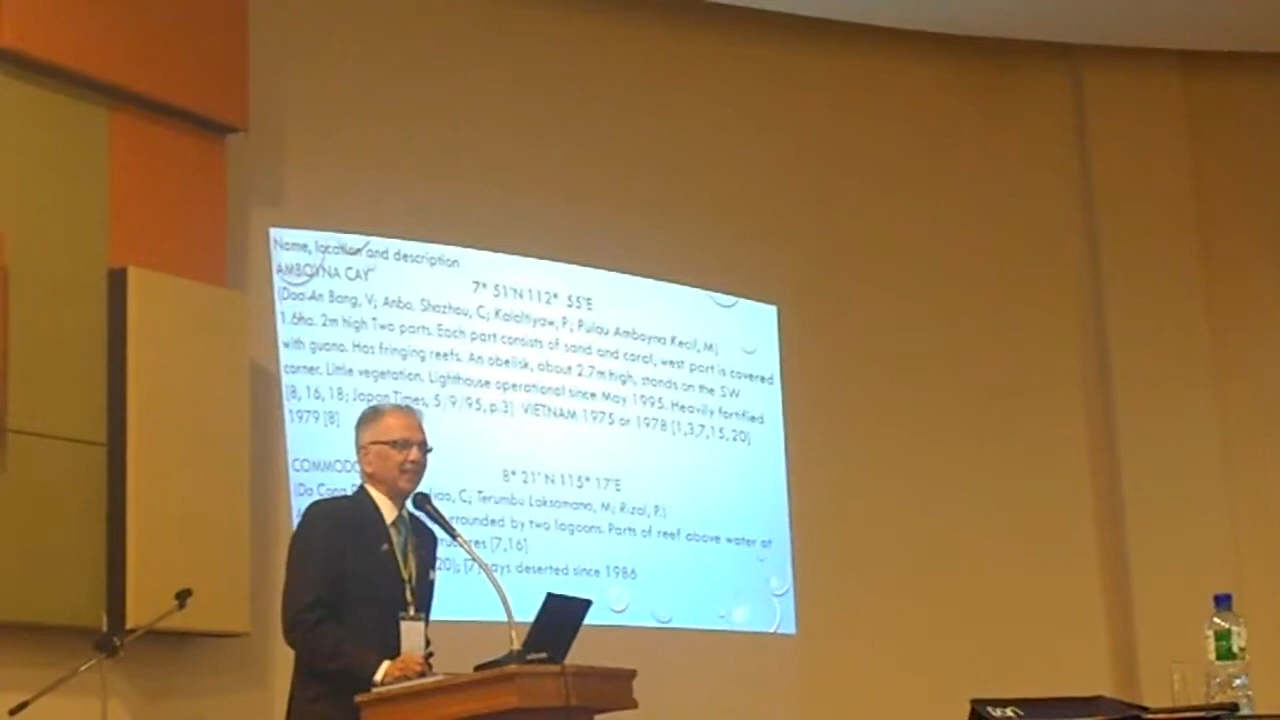 Name, location and description
AMBOYNA CAY
7° 51'N 112° 55'E
(Dao An Bang, V; Anbo, Shazhou, C; Kalaltiyaw, P; Pulau Amboyna Kecil, M)
1.6ha. 2m high Two parts. Each part consists of sand and coral, west part is covered
with guano. Has fringing reefs. An obelisk, about 2.7m high, stands on the SW
corner. Little vegetation. Lighthouse operational since May 1995. Heavily fortified
[8, 16, 18; Japan Times, 5/9/95, p.3] VIETNAM 1975 or 1978 [1,3,7,15, 20]
1979 [8]
COMMODO
8° 21' N 115° 17'E
C; Terumbu Laksamana, M; Rizal, P.)
surrounded by two lagoons. Parts of reef above water at
[7,16]
20]; [7] says deserted since 1986